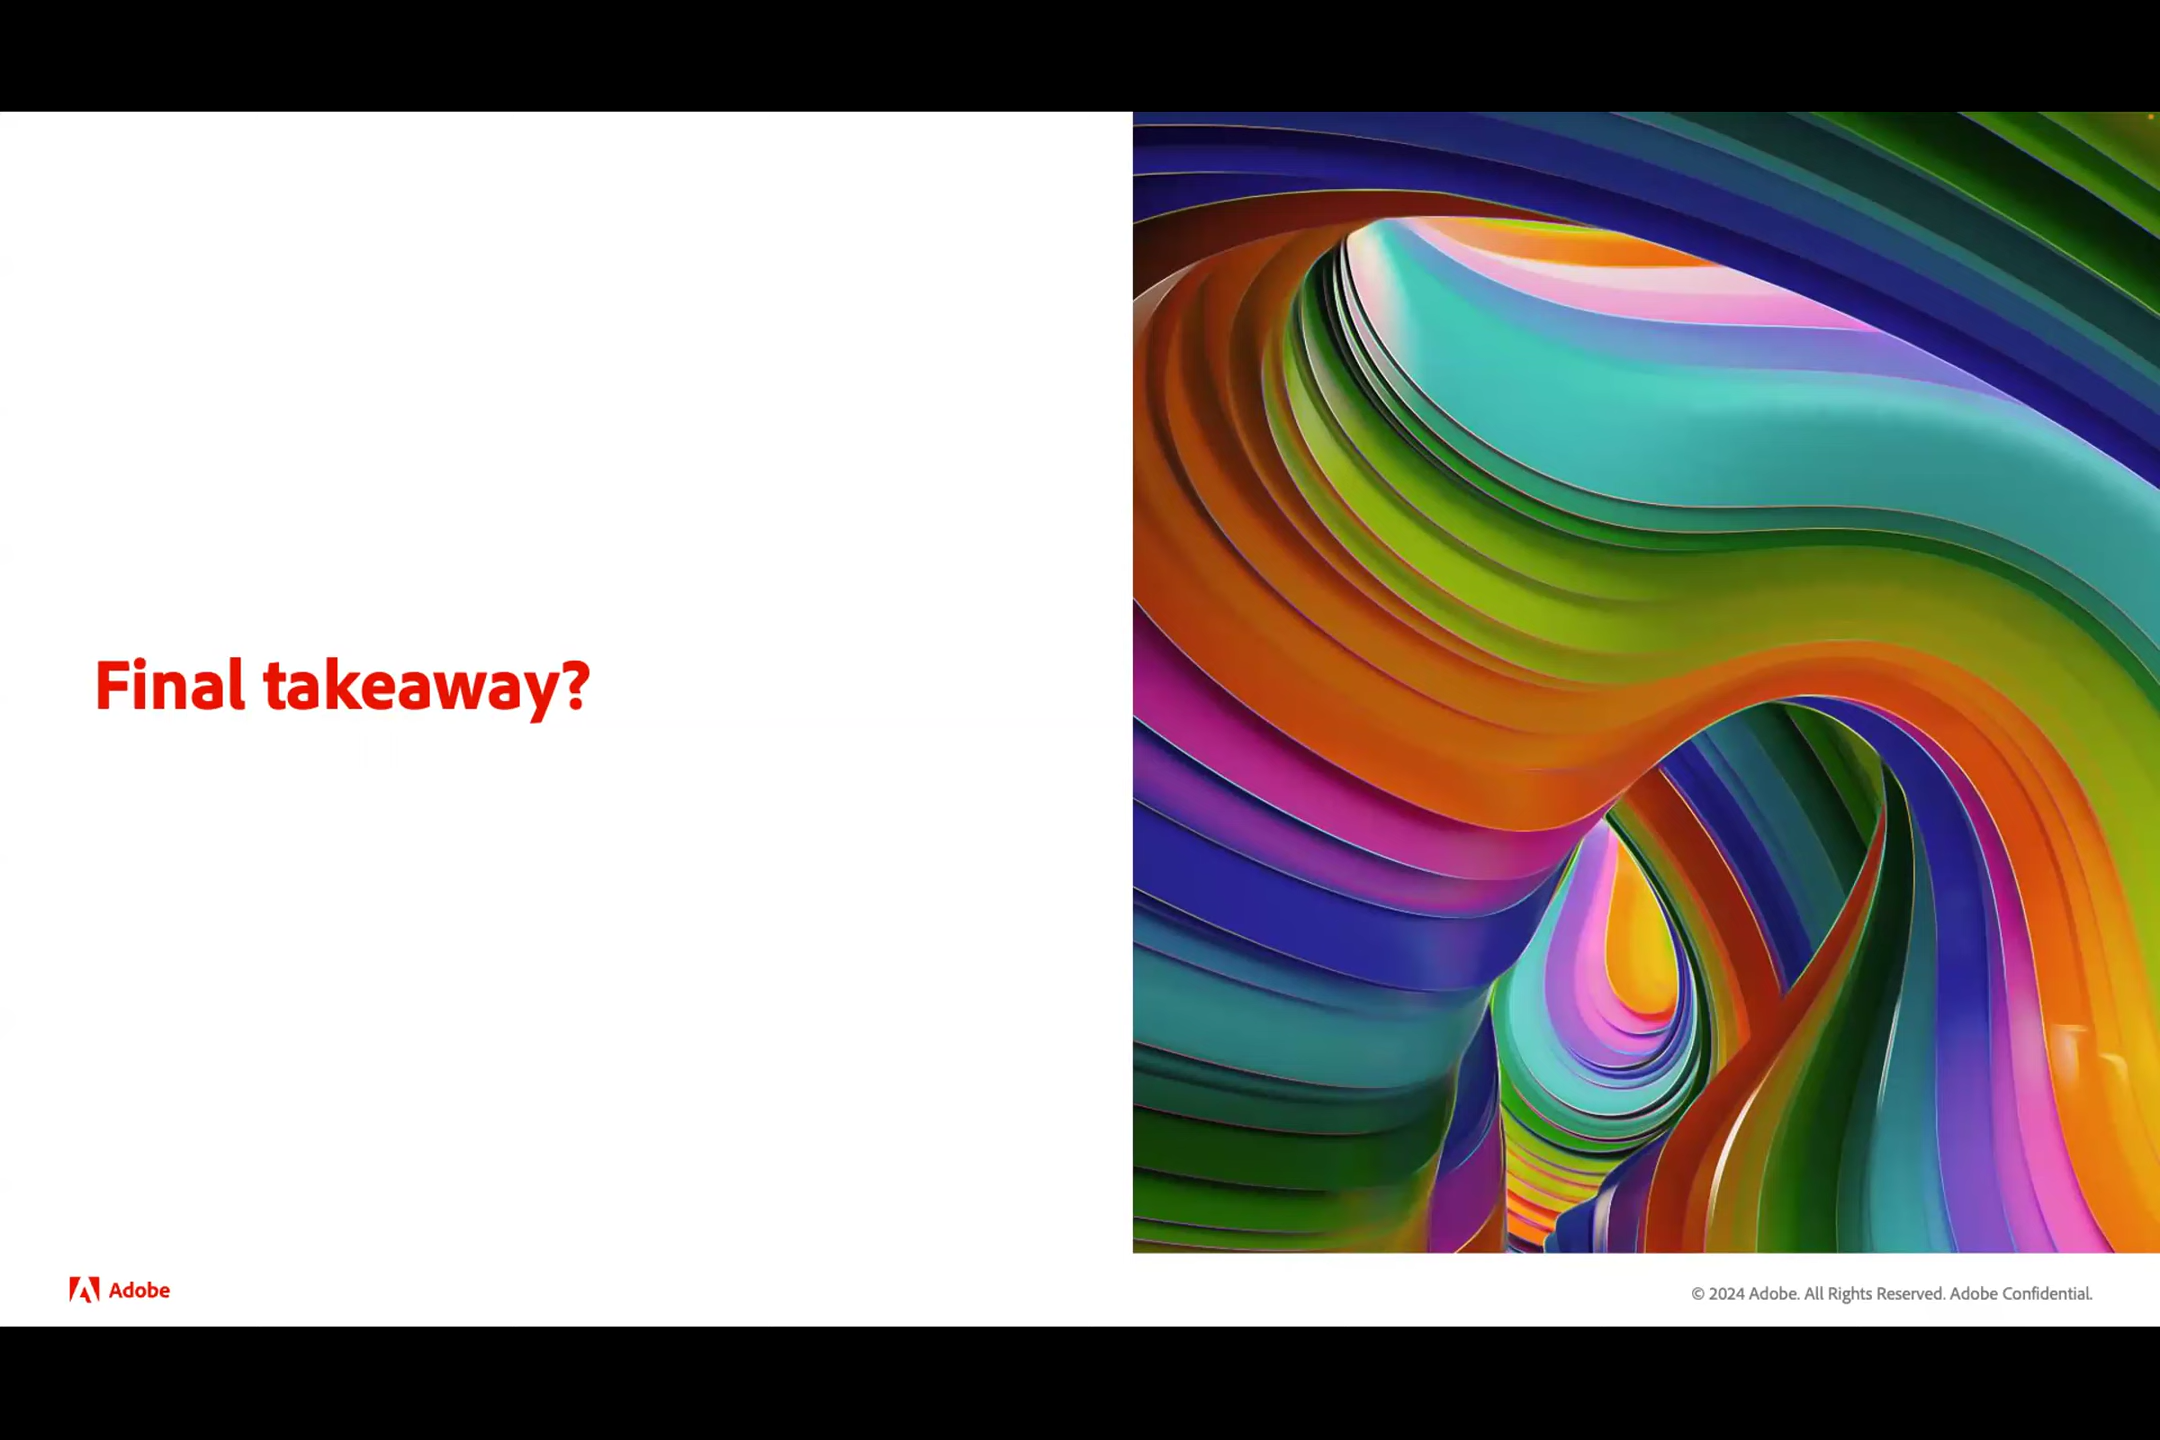 Final takeaway?
Adobe
© 2024 Adobe. All Rights Reserved. Adobe Confidential.